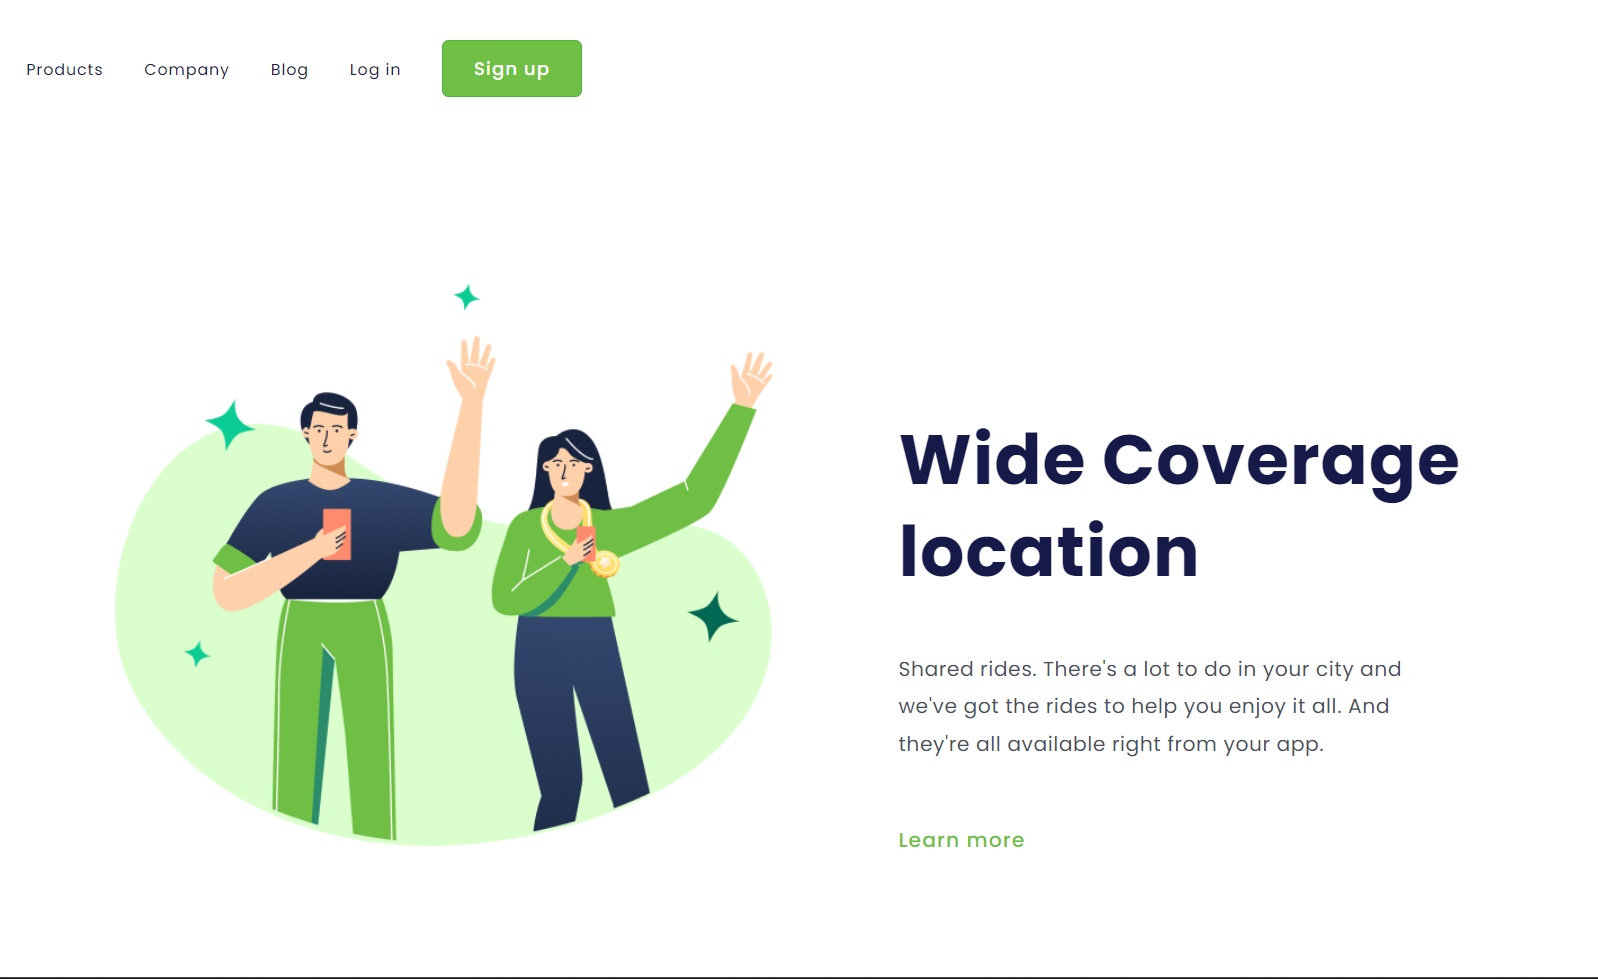 Products Company Blog Log in Sign up
Wide Coverage
location
Shared rides. There's a lot to do in your city and
we've got the rides to help you enjoy it all. And
they're all available right from your app.
Learn more